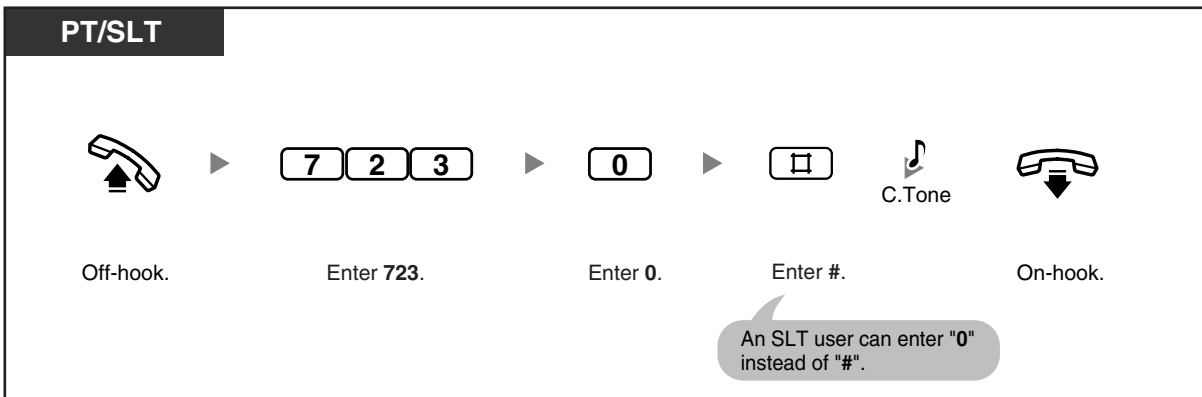 PT/SLT
7 2 3
0
#
C.Tone
Off-hook.
Enter 723.
Enter 0.
Enter #.
On-hook.
An SLT user can enter "0"
instead of "#".